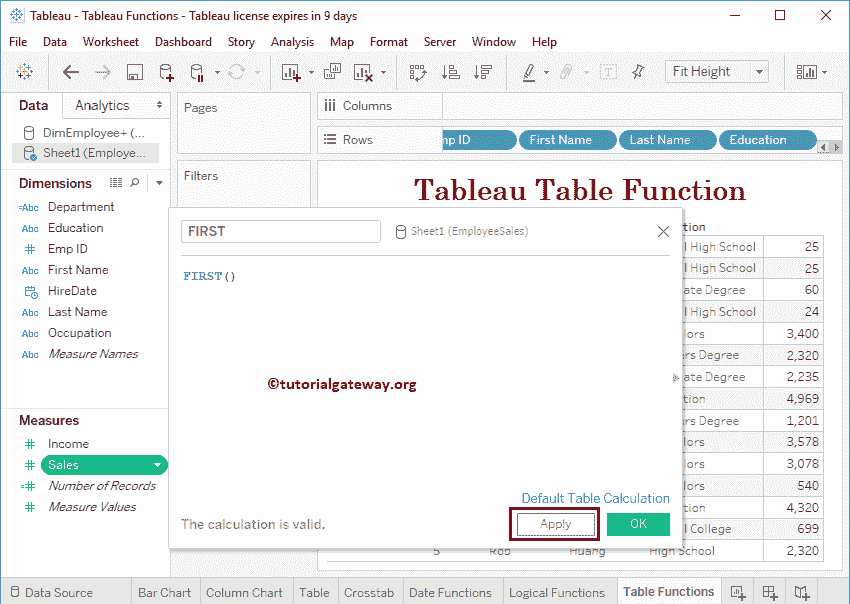 Tableau - Tableau Functions - Tableau license expires in 9 days
File Data Worksheet Dashboard Story Analysis Map Format Server Window Help
Fit Height
Data Analytics
DimEmployee+ (...
Sheet1 (Employe...
Dimensions
Abc Department
Abc Education
Emp ID
Abc First Name
HireDate
Abc Last Name
Abc Occupation
Abc Measure Names
Measures
Income
Sales
Number of Records
Measure Values
Pages
Filters
Columns
Rows
mp ID First Name Last Name Education
Tableau Table Function
FIRST
Sheet1 (EmployeeSales)
FIRST()
©tutorialgateway.org
Default Table Calculation
The calculation is valid.
Apply OK
tion
l High School 25
l High School 25
ate Degree 60
l High School 24
lors 3,400
rs Degree 2,320
ate Degree 2,235
tion 4,969
rs Degree 1,201
lors 3,578
lors 3,078
lors 540
tion 4,320
l College 699
5 Rob Huang High School 2,320
Data Source Bar Chart Column Chart Table Crosstab Date Functions Logical Functions Table Functions